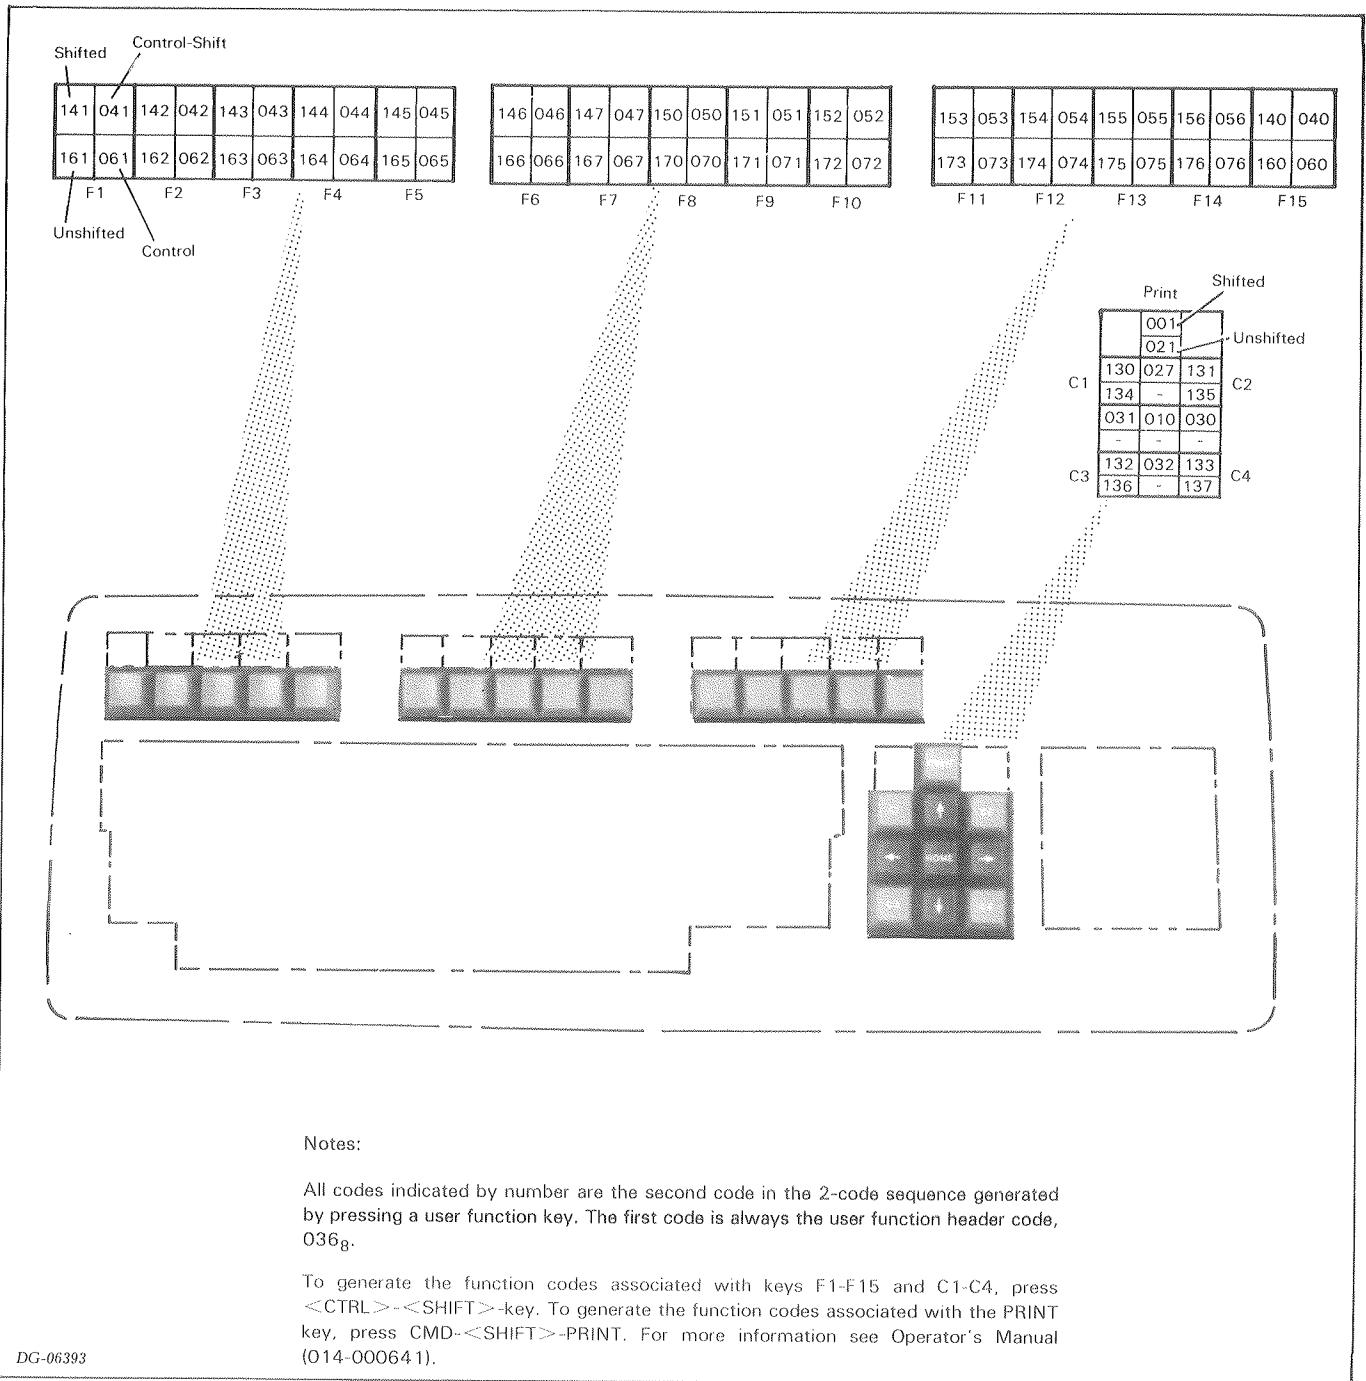 Shifted
Control-Shift
141 041 142 042 143 043 144 044 145 045
161 061 162 062 163 063 164 064 165 065
F1 F2 F3 F4 F5
Unshifted
Control
146 046 147 047 150 050 151 051 152 052
166 066 167 067 170 070 171 071 172 072
F6 F7 F8 F9 F10
153 053 154 054 155 055 156 056 140 040
173 073 174 074 175 075 176 076 160 060
F11 F12 F13 F14 F15
Print
Shifted
001
021
Unshifted
C1 130 027 131 C2
134 - 135
031 010 030
- - -
C3 132 032 133 C4
136 - 137
HOME
Notes:
All codes indicated by number are the second code in the 2-code sequence generated
by pressing a user function key. The first code is always the user function header code,
036₈.
To generate the function codes associated with keys F1-F15 and C1-C4, press
<CTRL>-<SHIFT>-key. To generate the function codes associated with the PRINT
key, press CMD-<SHIFT>-PRINT. For more information see Operator's Manual
(014-000641).
DG-06393